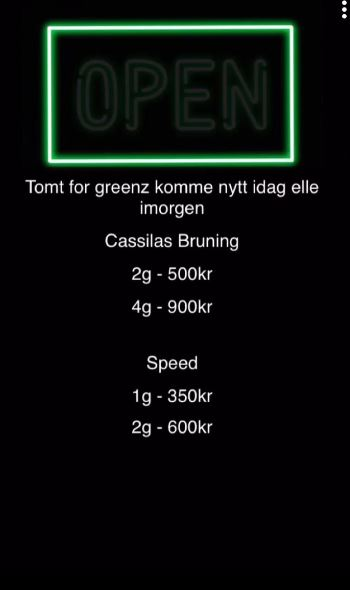 OPEN
Tomt for greenz komme nytt idag elle
imorgen
Cassilas Bruning
2g - 500kr
4g - 900kr
Speed
1g - 350kr
2g - 600kr